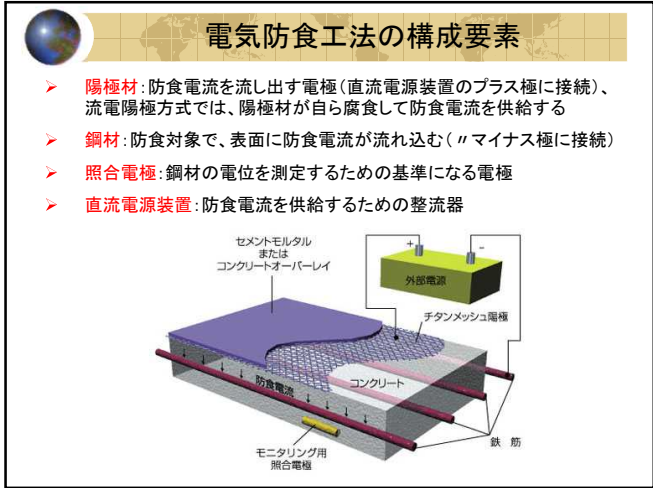 電気防食工法の構成要素
➢ 陽極材:防食電流を流し出す電極(直流電源装置のプラス極に接続)、
流電陽極方式では、陽極材が自ら腐食して防食電流を供給する
➢ 鋼材:防食対象で、表面に防食電流が流れ込む(〃マイナス極に接続)
➢ 照合電極:鋼材の電位を測定するための基準になる電極
➢ 直流電源装置:防食電流を供給するための整流器
セメントモルタル
または
コンクリートオーバーレイ
+
-
外部電源
チタンメッシュ陽極
コンクリート
防食電流
モニタリング用
照合電極
鉄 筋